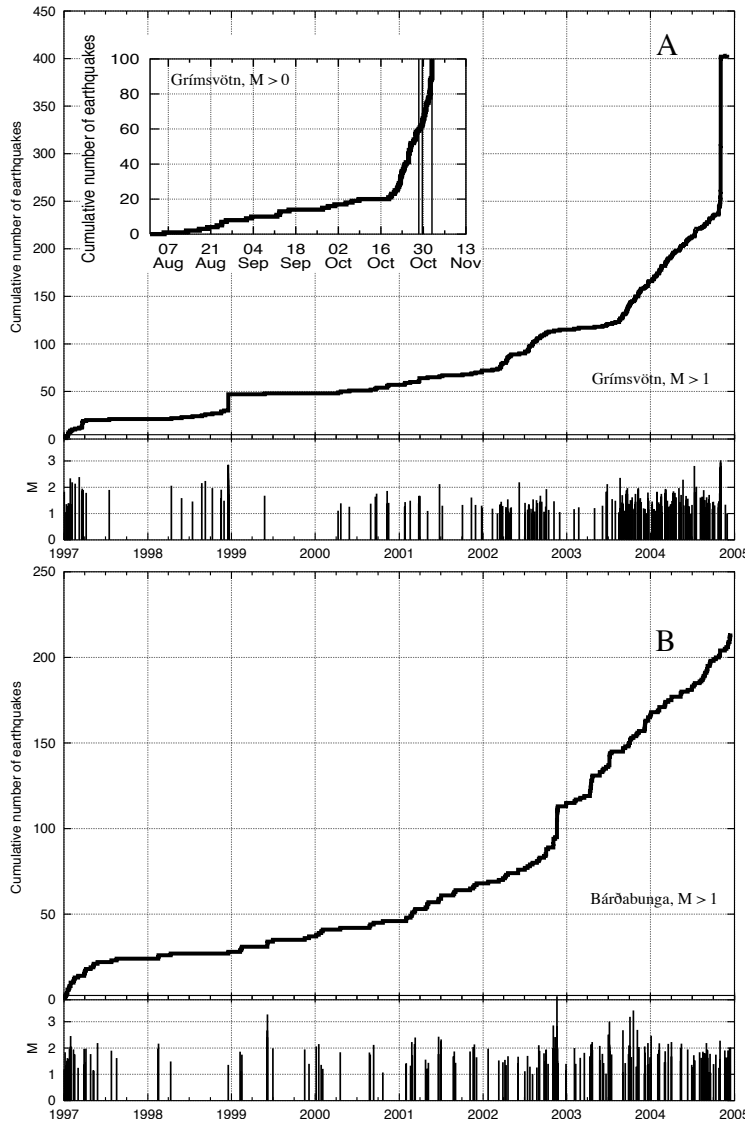 450
400
350
300
250
200
150
100
50
0
Cumulative number of earthquakes
A
Grímsvötn, M > 0
100
80
60
40
20
0
Cumulative number of earthquakes
07 21 04 18 02 16 30 13
Aug Aug Sep Sep Oct Oct Oct Nov
Grímsvötn, M > 1
3
2
1
0
M
1997 1998 1999 2000 2001 2002 2003 2004 2005
250
200
150
100
50
0
Cumulative number of earthquakes
B
Bárðabunga, M > 1
3
2
1
0
M
1997 1998 1999 2000 2001 2002 2003 2004 2005